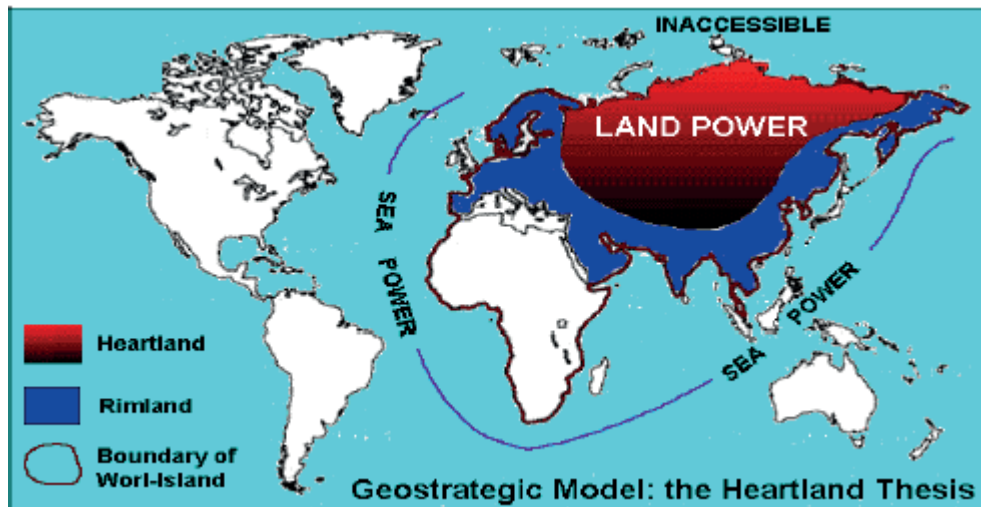 INACCESSIBLE
LAND POWER
SEA POWER
SEA POWER
Heartland
Rimland
Boundary of
Worl-Island
Geostrategic Model: the Heartland Thesis